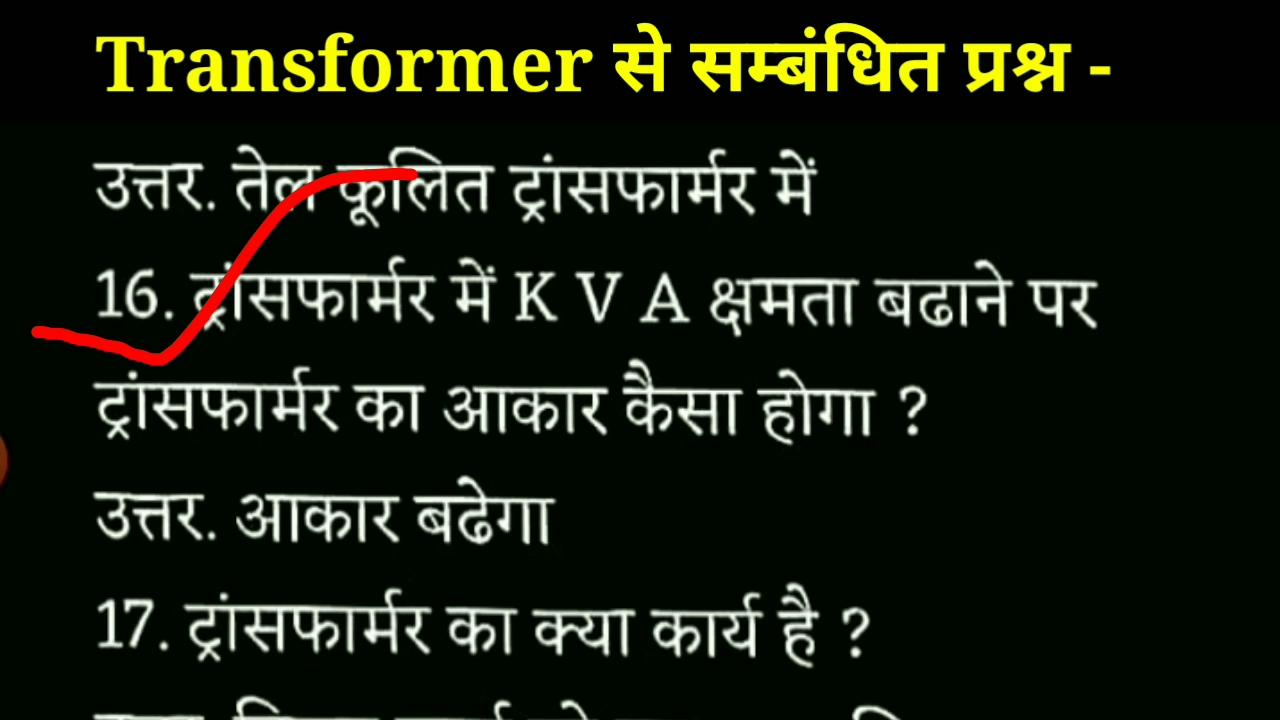 Transformer से सम्बंधित प्रश्न -
उत्तर. तेल कूलित ट्रांसफार्मर में
16. ट्रांसफार्मर में K V A क्षमता बढाने पर
ट्रांसफार्मर का आकार कैसा होगा ?
उत्तर. आकार बढेगा
17. ट्रांसफार्मर का क्या कार्य है ?